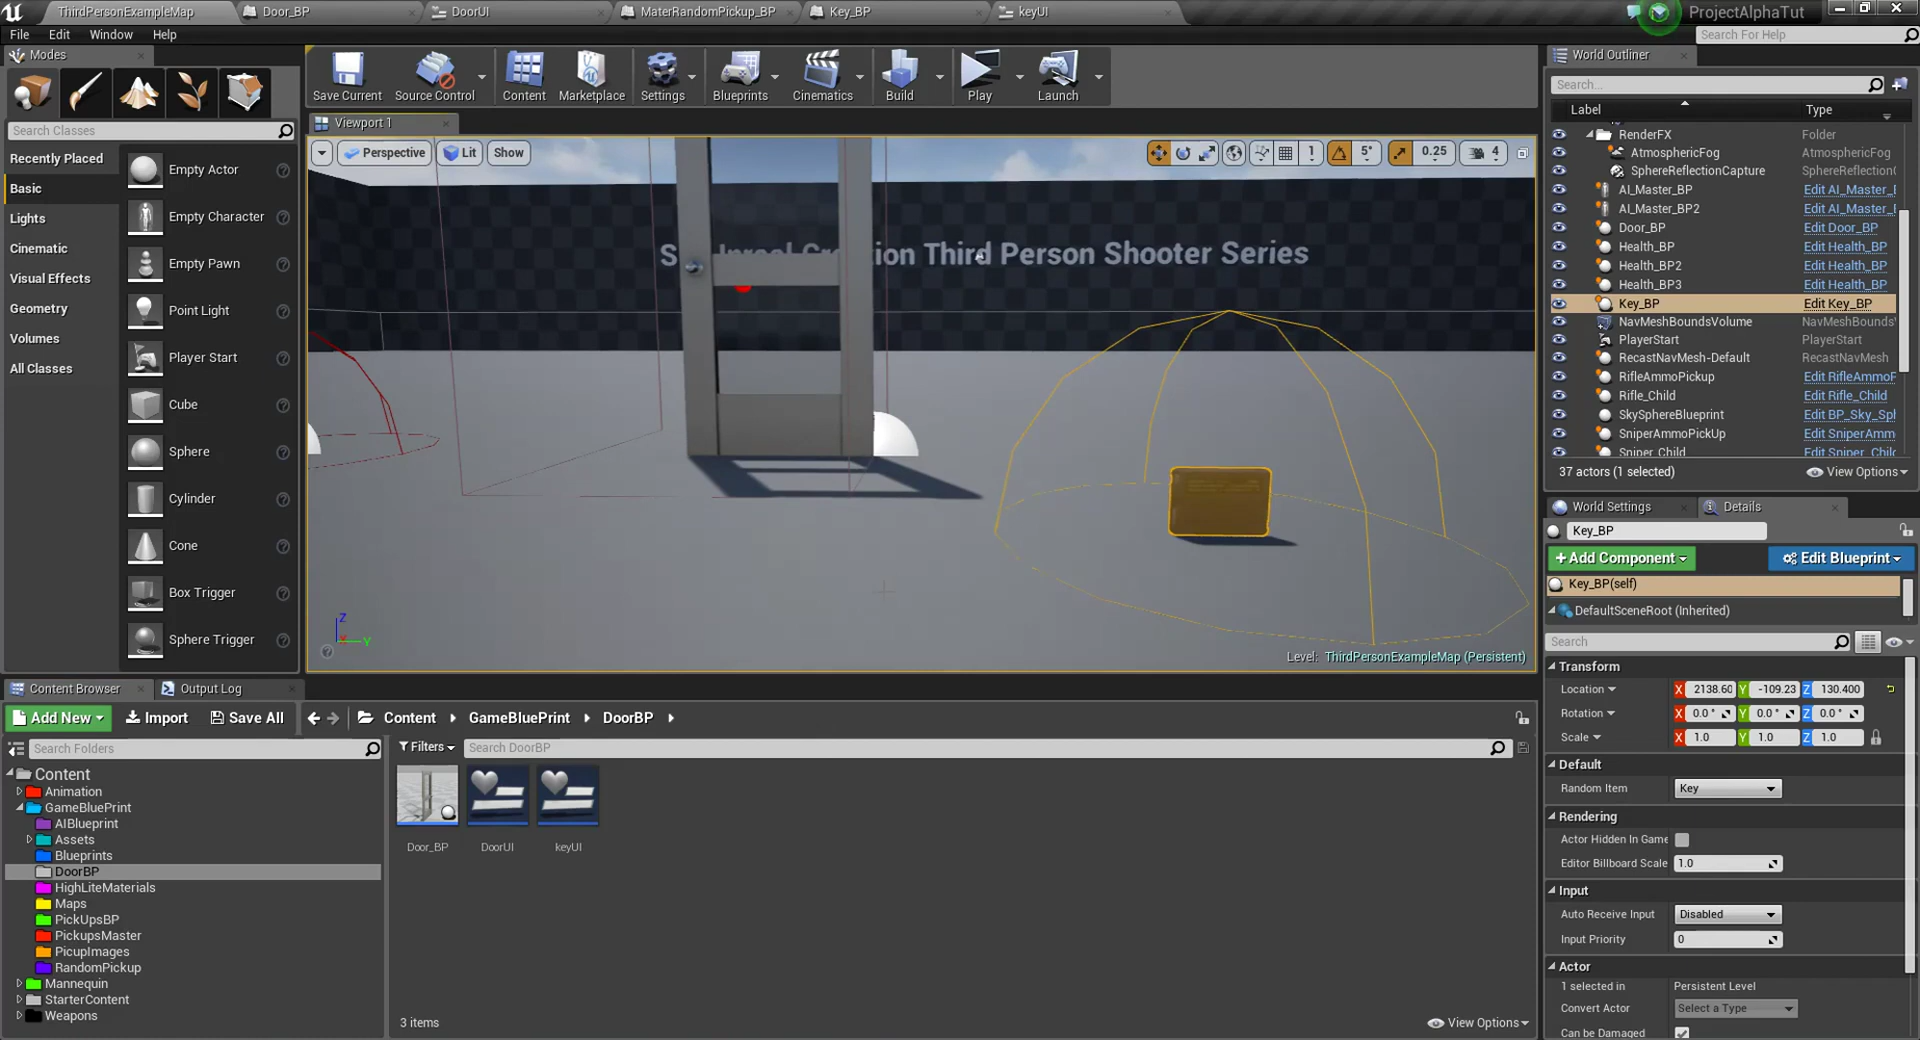 ThirdPersonExampleMap
Door_BP
DoorUI
MaterRandomPickup_BP
Key_BP
keyUI
ProjectAlphaTut
File Edit Window Help
Search For Help
Modes
Save Current
Source Control
Content
Marketplace
Settings
Blueprints
Cinematics
Build
Play
Launch
World Outliner
Search...
Label
Type
Search Classes
Viewport 1
Recently Placed
Basic
Lights
Cinematic
Visual Effects
Geometry
Volumes
All Classes
Empty Actor
Empty Character
Empty Pawn
Point Light
Player Start
Cube
Sphere
Cylinder
Cone
Box Trigger
Sphere Trigger
Perspective
Lit
Show
1
5°
0.25
4
Third Person Shooter Series
Z
X
Y
Level: ThirdPersonExampleMap (Persistent)
RenderFX Folder
AtmosphericFog AtmosphericFog
SphereReflectionCapture SphereReflectionC
AI_Master_BP Edit AI_Master_
AI_Master_BP2 Edit AI_Master_
Door_BP Edit Door_BP
Health_BP Edit Health_BP
Health_BP2 Edit Health_BP
Health_BP3 Edit Health_BP
Key_BP Edit Key_BP
NavMeshBoundsVolume NavMeshBounds
PlayerStart PlayerStart
RecastNavMesh-Default RecastNavMesh
RifleAmmoPickup Edit RifleAmmoP
Rifle_Child Edit Rifle_Child
SkySphereBlueprint Edit BP_Sky_Sph
SniperAmmoPickUp Edit SniperAmm
Sniper_Child Edit Sniper_Chilc
37 actors (1 selected)
View Options
World Settings
Details
Key_BP
+Add Component
Edit Blueprint
Key_BP(self)
DefaultSceneRoot (Inherited)
Search
Transform
Location X 2138.60 Y -109.23 Z 130.400
Rotation X 0.0° Y 0.0° Z 0.0°
Scale X 1.0 Y 1.0 Z 1.0
Default
Random Item Key
Rendering
Actor Hidden In Game
Editor Billboard Scale 1.0
Input
Auto Receive Input Disabled
Input Priority 0
Actor
1 selected in Persistent Level
Convert Actor Select a Type
Can be Damaged
Content Browser
Output Log
Add New
Import
Save All
Content
GameBluePrint
DoorBP
Search Folders
Filters
Search DoorBP
Content
Animation
GameBluePrint
AIBlueprint
Assets
Blueprints
DoorBP
HighLiteMaterials
Maps
PickUpsBP
PickupsMaster
PicupImages
RandomPickup
Mannequin
StarterContent
Weapons
Door_BP
DoorUI
keyUI
3 items
View Options